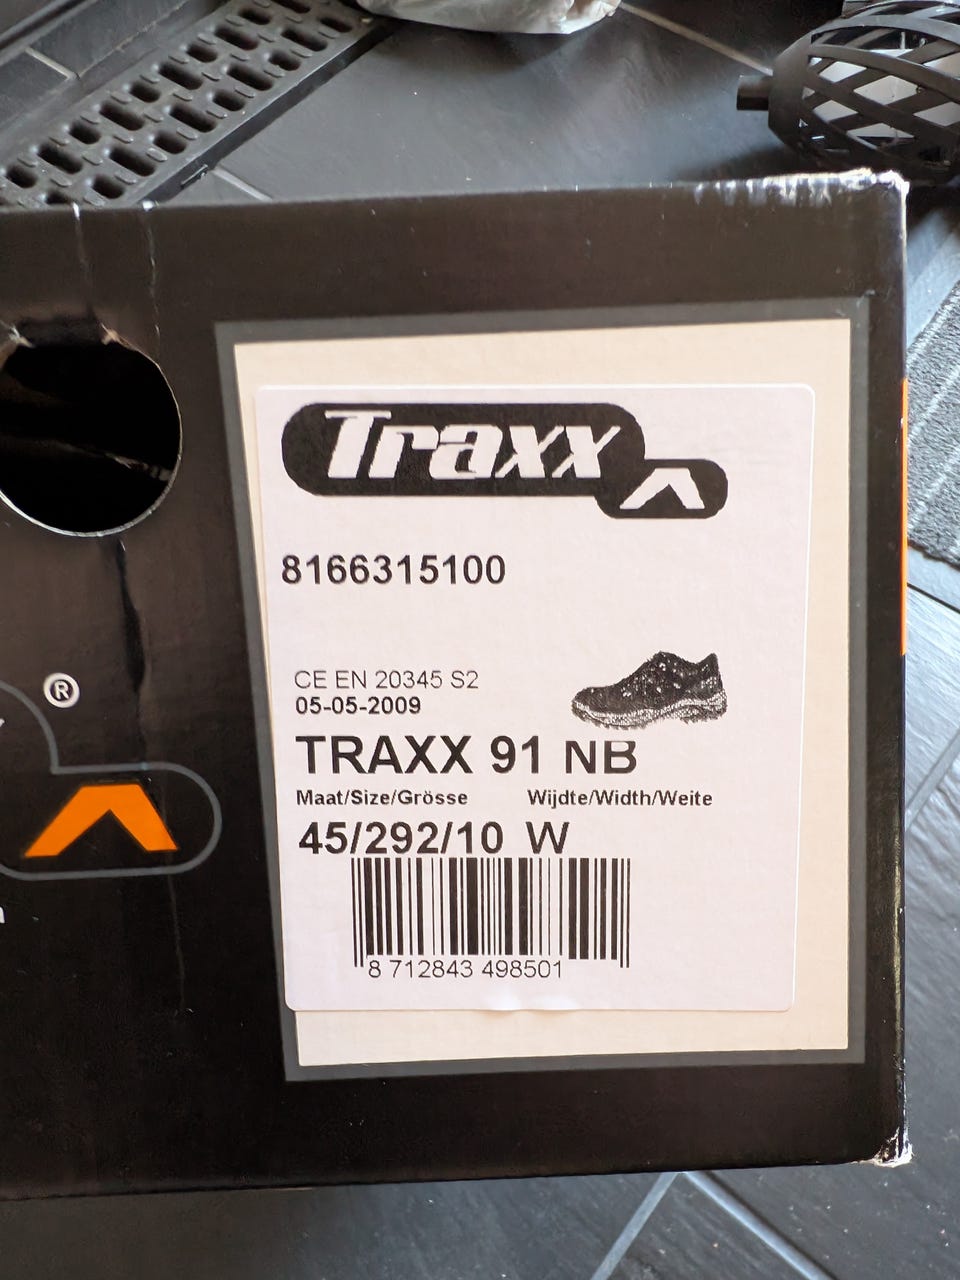 Traxx
8166315100
CE EN 20345 S2
05-05-2009
TRAXX 91 NB
Maat/Size/Grösse Wijdte/Width/Weite
45/292/10 W
8 712843 498501
®